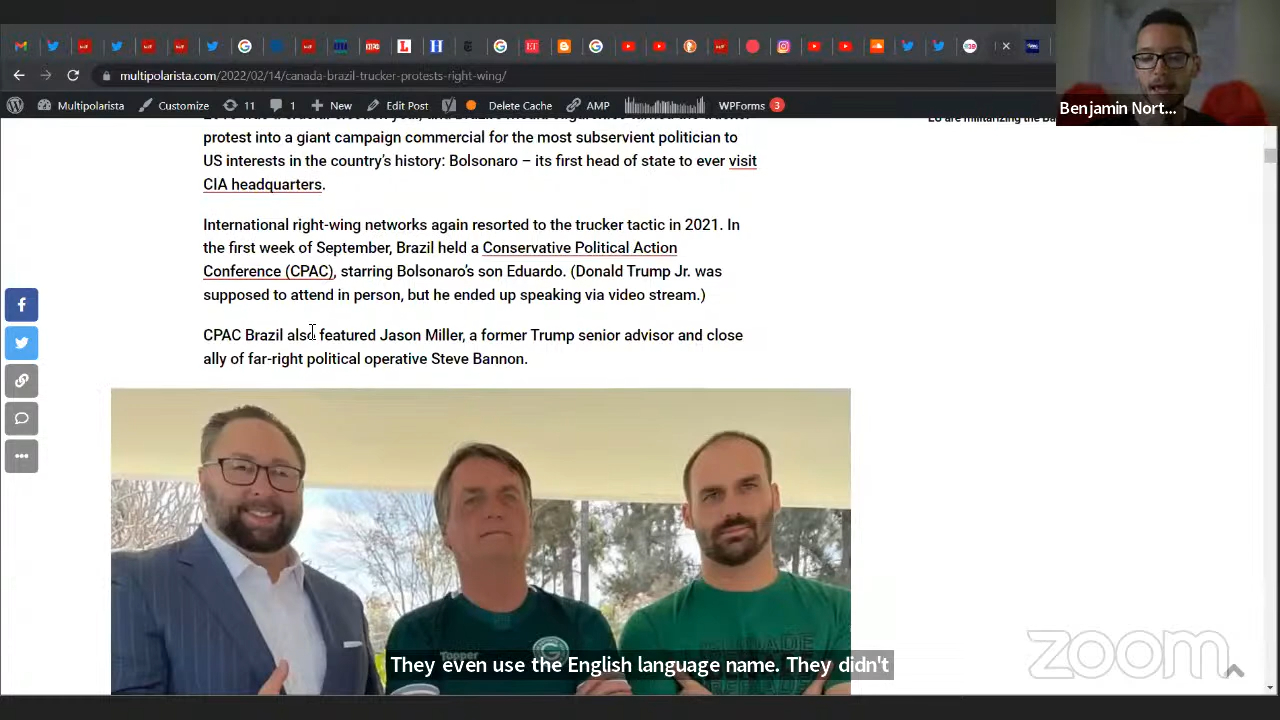 multipolarista.com/2022/02/14/canada-brazil-trucker-protests-right-wing/
Multipolarista Customize 11 1 New Edit Post Delete Cache AMP WPForms 3
Benjamin Nort...
protest into a giant campaign commercial for the most subservient politician to
US interests in the country's history: Bolsonaro – its first head of state to ever visit
CIA headquarters.
International right-wing networks again resorted to the trucker tactic in 2021. In
the first week of September, Brazil held a Conservative Political Action
Conference (CPAC), starring Bolsonaro's son Eduardo. (Donald Trump Jr. was
supposed to attend in person, but he ended up speaking via video stream.)
CPAC Brazil also featured Jason Miller, a former Trump senior advisor and close
ally of far-right political operative Steve Bannon.
Topper
They even use the English language name. They didn't
zoom